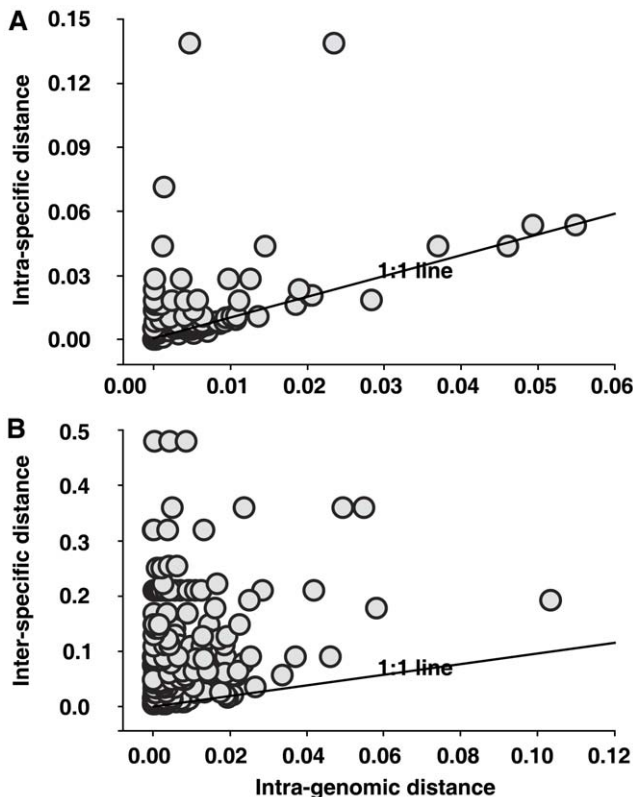 A
Intra-specific distance
0.15
0.12
0.09
0.06
0.03
0.00
1:1 line
0.00 0.01 0.02 0.03 0.04 0.05 0.06
B
Inter-specific distance
0.5
0.4
0.3
0.2
0.1
0.0
1:1 line
0.00 0.02 0.04 0.06 0.08 0.10 0.12
Intra-genomic distance